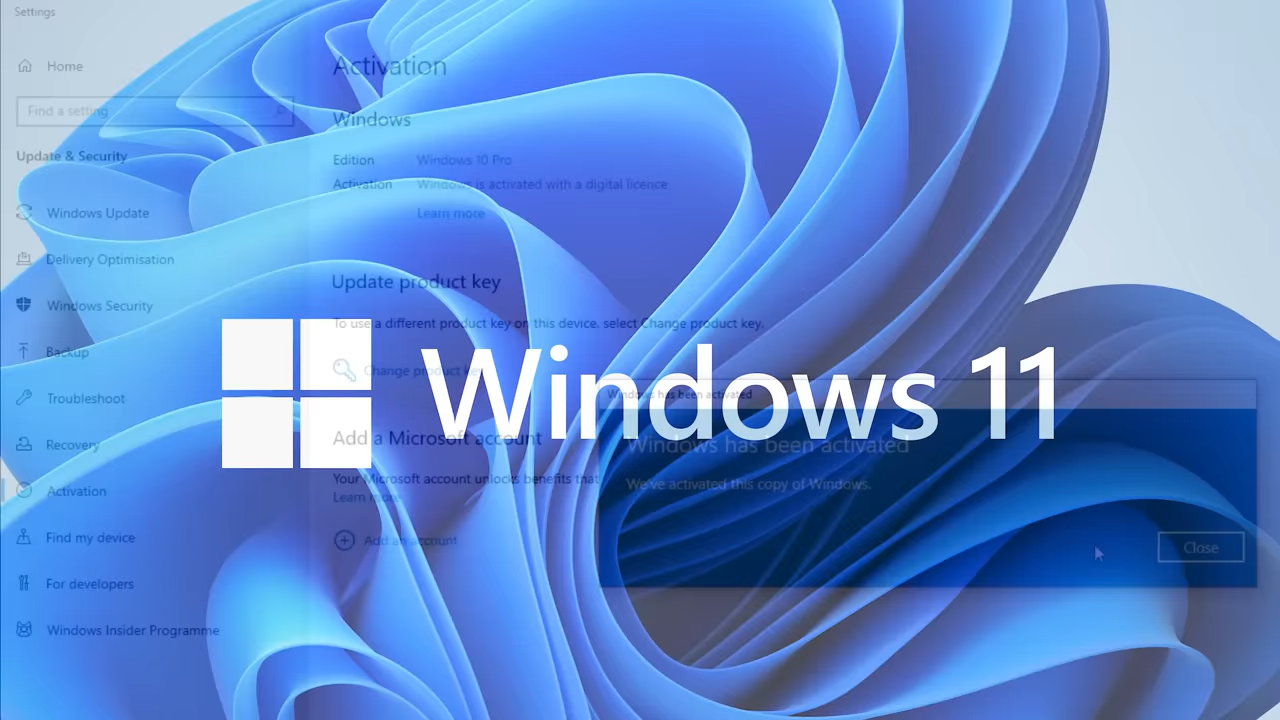 Settings
Home
Find a setting
Update & Security
Windows Update
Delivery Optimisation
Windows Security
Backup
Troubleshoot
Recovery
Activation
Find my device
For developers
Windows Insider Programme
Activation
Windows
Edition Windows 10 Pro
Activation Windows is activated with a digital licence
Learn more
Update product key
To use a different product key on this device, select Change product key.
Change product key
Add a Microsoft account
Your Microsoft account unlocks benefits that
Learn more
Add an account
Windows 11
Windows has been activated
Windows has been activated
We've activated this copy of Windows.
Close